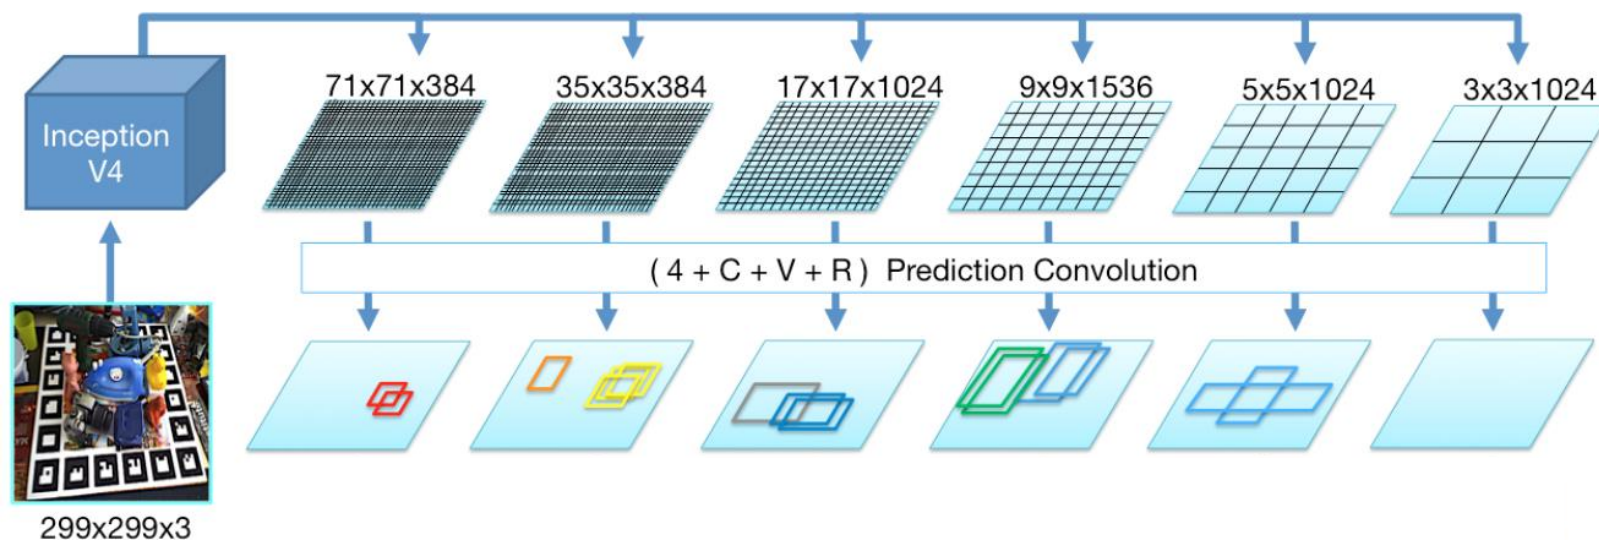 71x71x384
35x35x384
17x17x1024
9x9x1536
5x5x1024
3x3x1024
Inception
V4
( 4 + C + V + R ) Prediction Convolution
299x299x3